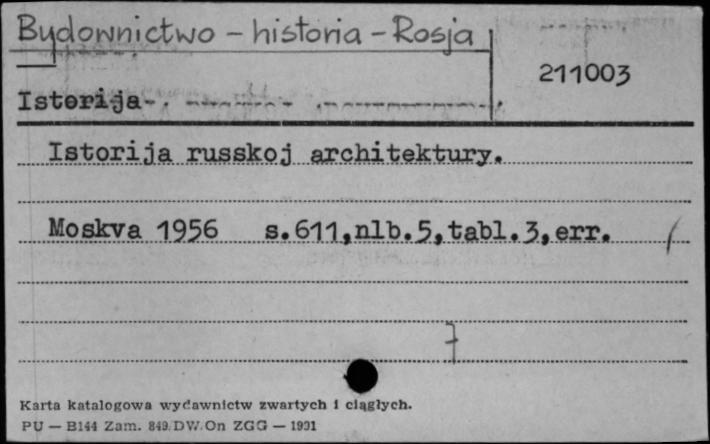 Budownictwo - historia - Rosja
211003
Istorija
Istorija russkoj architektury.
Moskva 1956 s.611,nlb.5,tabl.3,err.
Karta katalogowa wydawnictw zwartych i ciągłych.
PU — B144 Zam. 849/DW/On ZGG — 1931